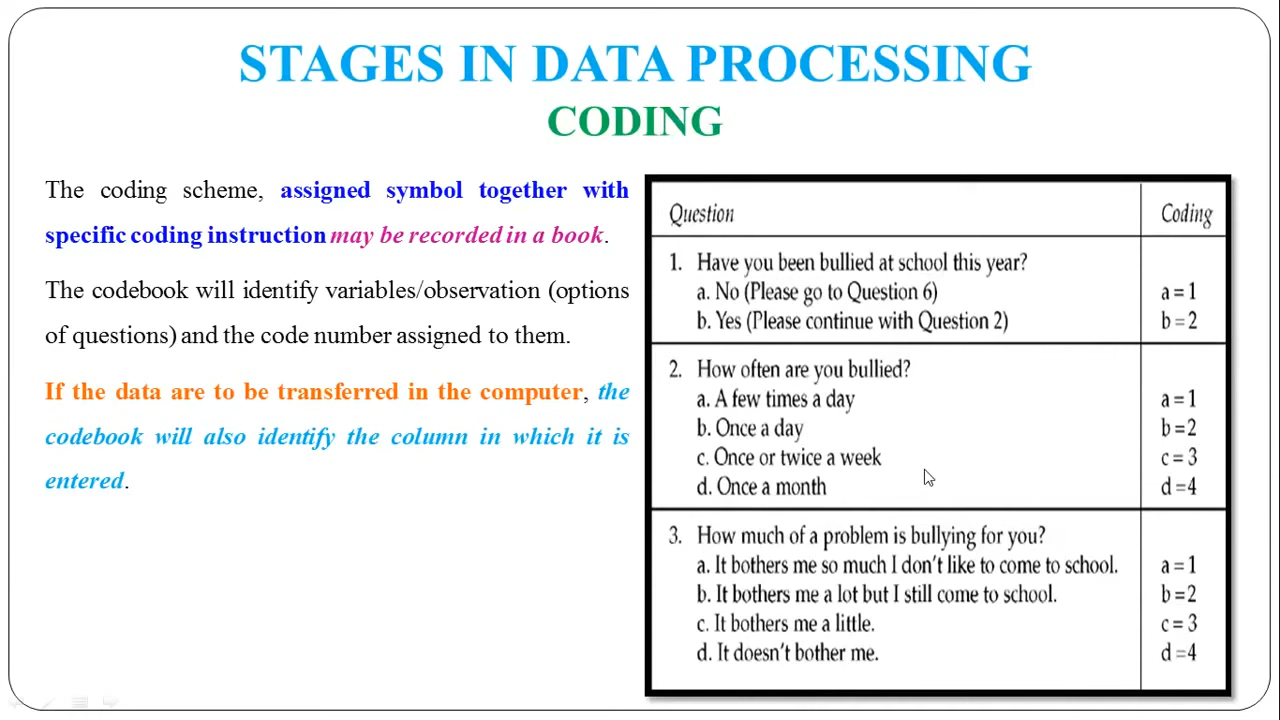 STAGES IN DATA PROCESSING
CODING
The coding scheme, assigned symbol together with
specific coding instruction may be recorded in a book.
The codebook will identify variables/observation (options
of questions) and the code number assigned to them.
If the data are to be transferred in the computer, the
codebook will also identify the column in which it is
entered.
Question Coding
1. Have you been bullied at school this year?
a. No (Please go to Question 6) a = 1
b. Yes (Please continue with Question 2) b = 2
2. How often are you bullied?
a. A few times a day a = 1
b. Once a day b =2
c. Once or twice a week c = 3
d. Once a month d =4
3. How much of a problem is bullying for you?
a. It bothers me so much I don't like to come to school. a = 1
b. It bothers me a lot but I still come to school. b =2
c. It bothers me a little. c = 3
d. It doesn't bother me. d =4